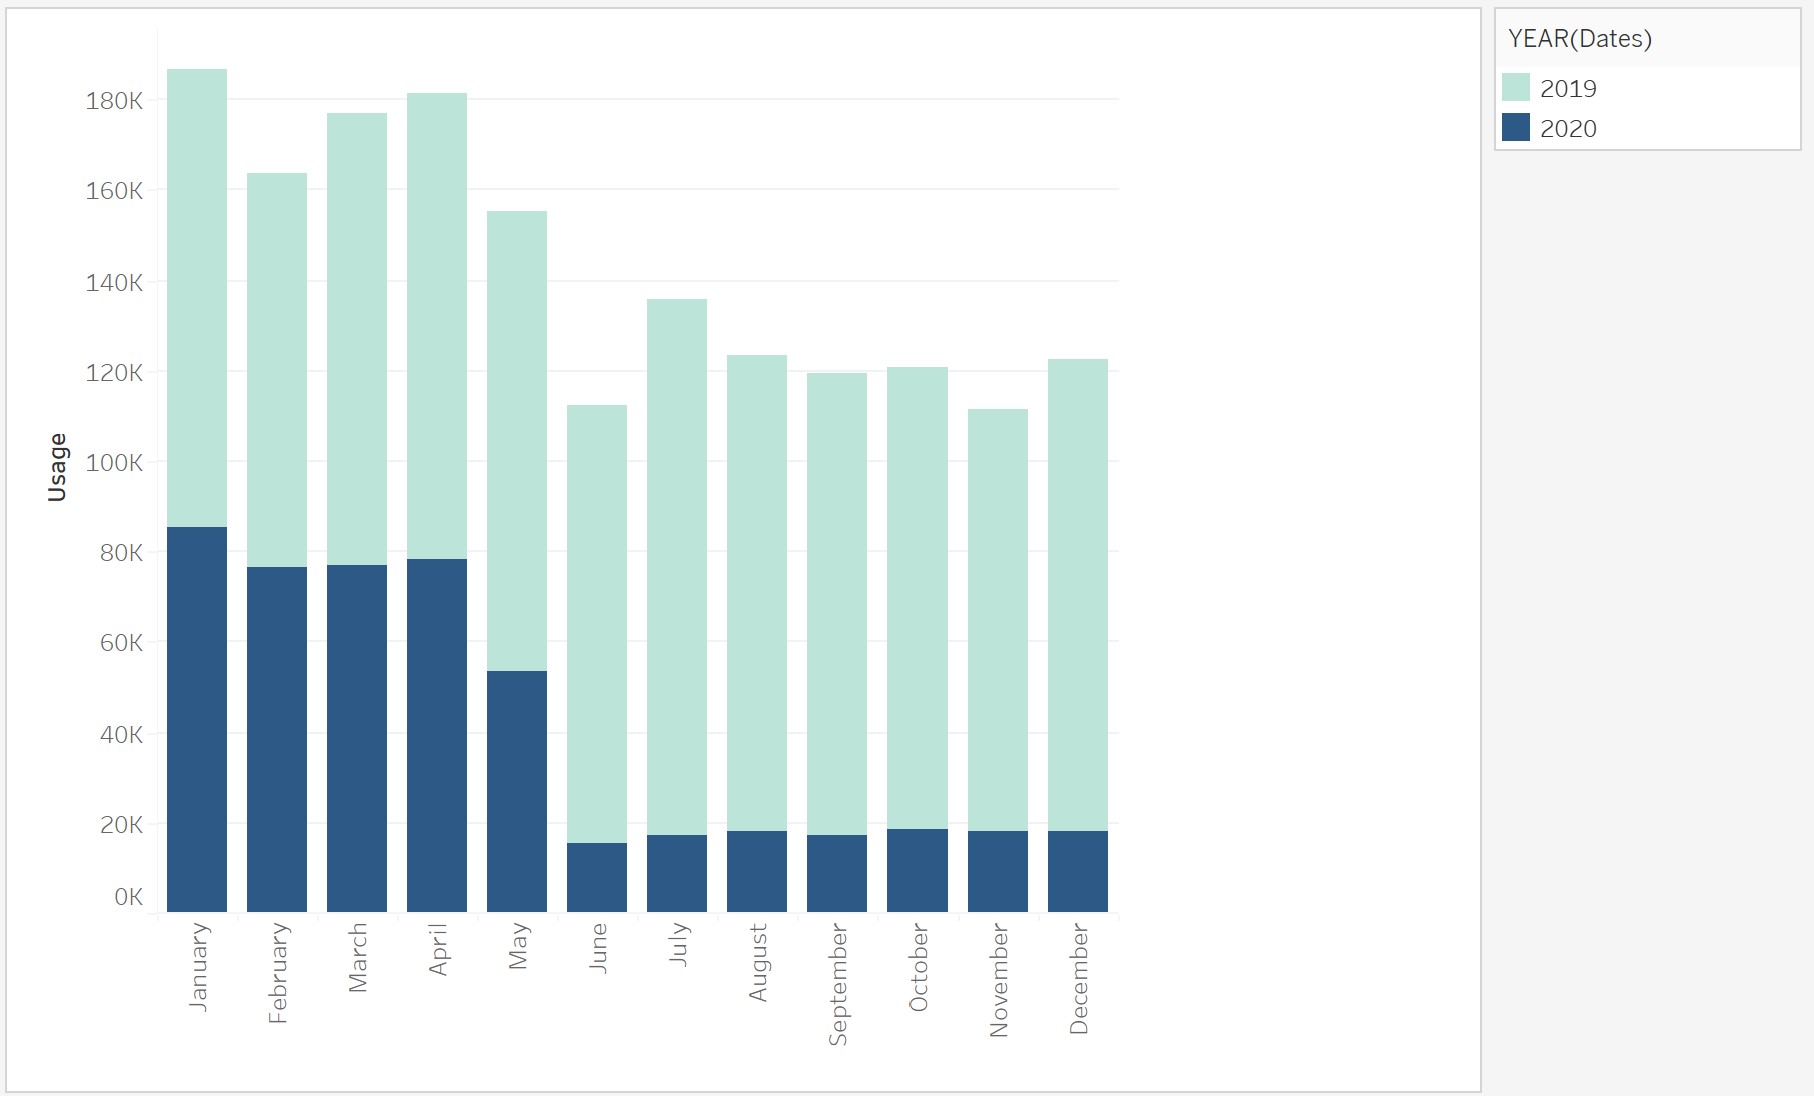 YEAR(Dates)
2019
2020
Usage
180K
160K
140K
120K
100K
80K
60K
40K
20K
0K
January
February
March
April
May
June
July
August
September
October
November
December